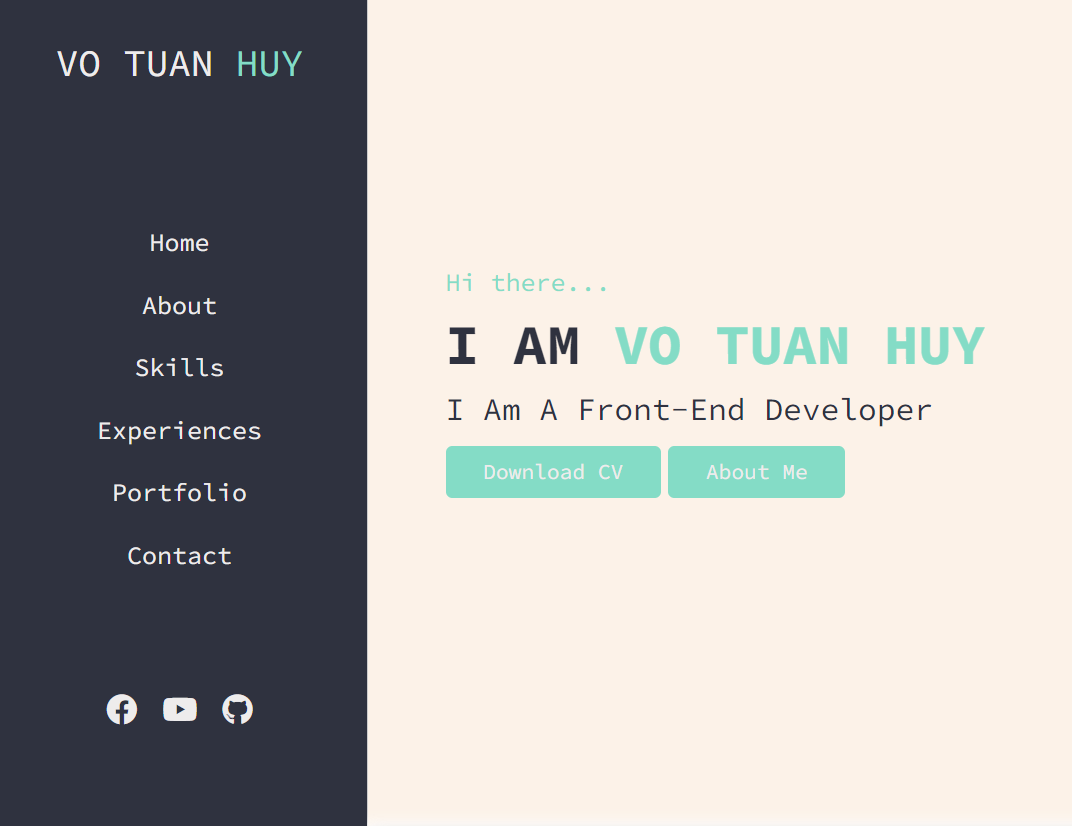 VO TUAN HUY
Home
About
Skills
Experiences
Portfolio
Contact
Hi there...
I AM VO TUAN HUY
I Am A Front-End Developer
Download CV
About Me